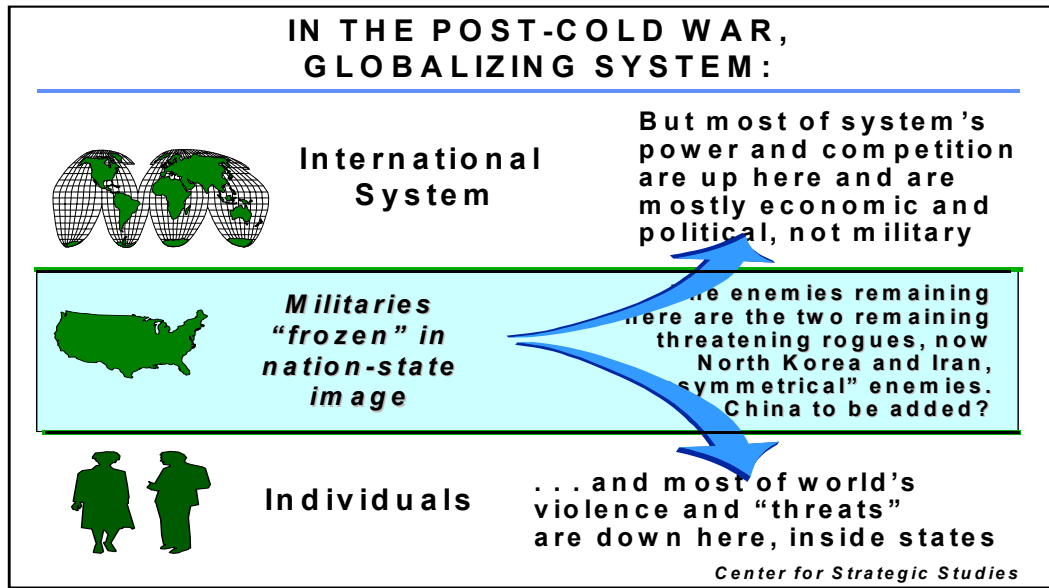 IN THE POST-COLD WAR,
GLOBALIZING SYSTEM:
International
System
But most of system's
power and competition
are up here and are
mostly economic and
political, not military
Militaries
“frozen” in
nation-state
image
enemies remaining
here are the two remaining
threatening rogues, now
North Korea and Iran,
symmetrical” enemies.
China to be added?
Individuals
. . . and most of world's
violence and “threats”
are down here, inside states
Center for Strategic Studies